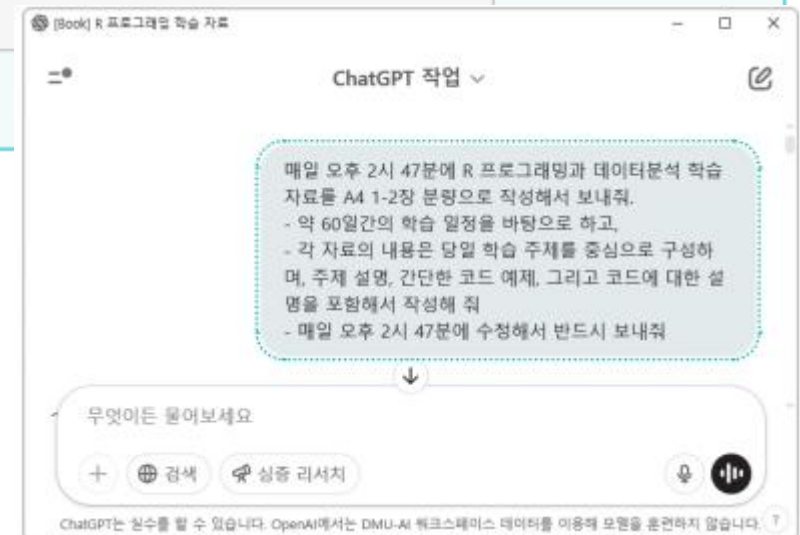 [Book] R 프로그래밍 학습 자료
ChatGPT 작업
매일 오후 2시 47분에 R 프로그래밍과 데이터분석 학습
자료를 A4 1-2장 분량으로 작성해서 보내줘.
- 약 60일간의 학습 일정을 바탕으로 하고,
- 각 자료의 내용은 당일 학습 주제를 중심으로 구성하
며, 주제 설명, 간단한 코드 예제, 그리고 코드에 대한 설
명을 포함해서 작성해 줘
- 매일 오후 2시 47분에 수정해서 반드시 보내줘
무엇이든 물어보세요
검색
심층 리서치
ChatGPT는 실수를 할 수 있습니다. OpenAI에서는 DMU-AI 워크스페이스 데이터를 이용해 모델을 훈련하지 않습니다.
?